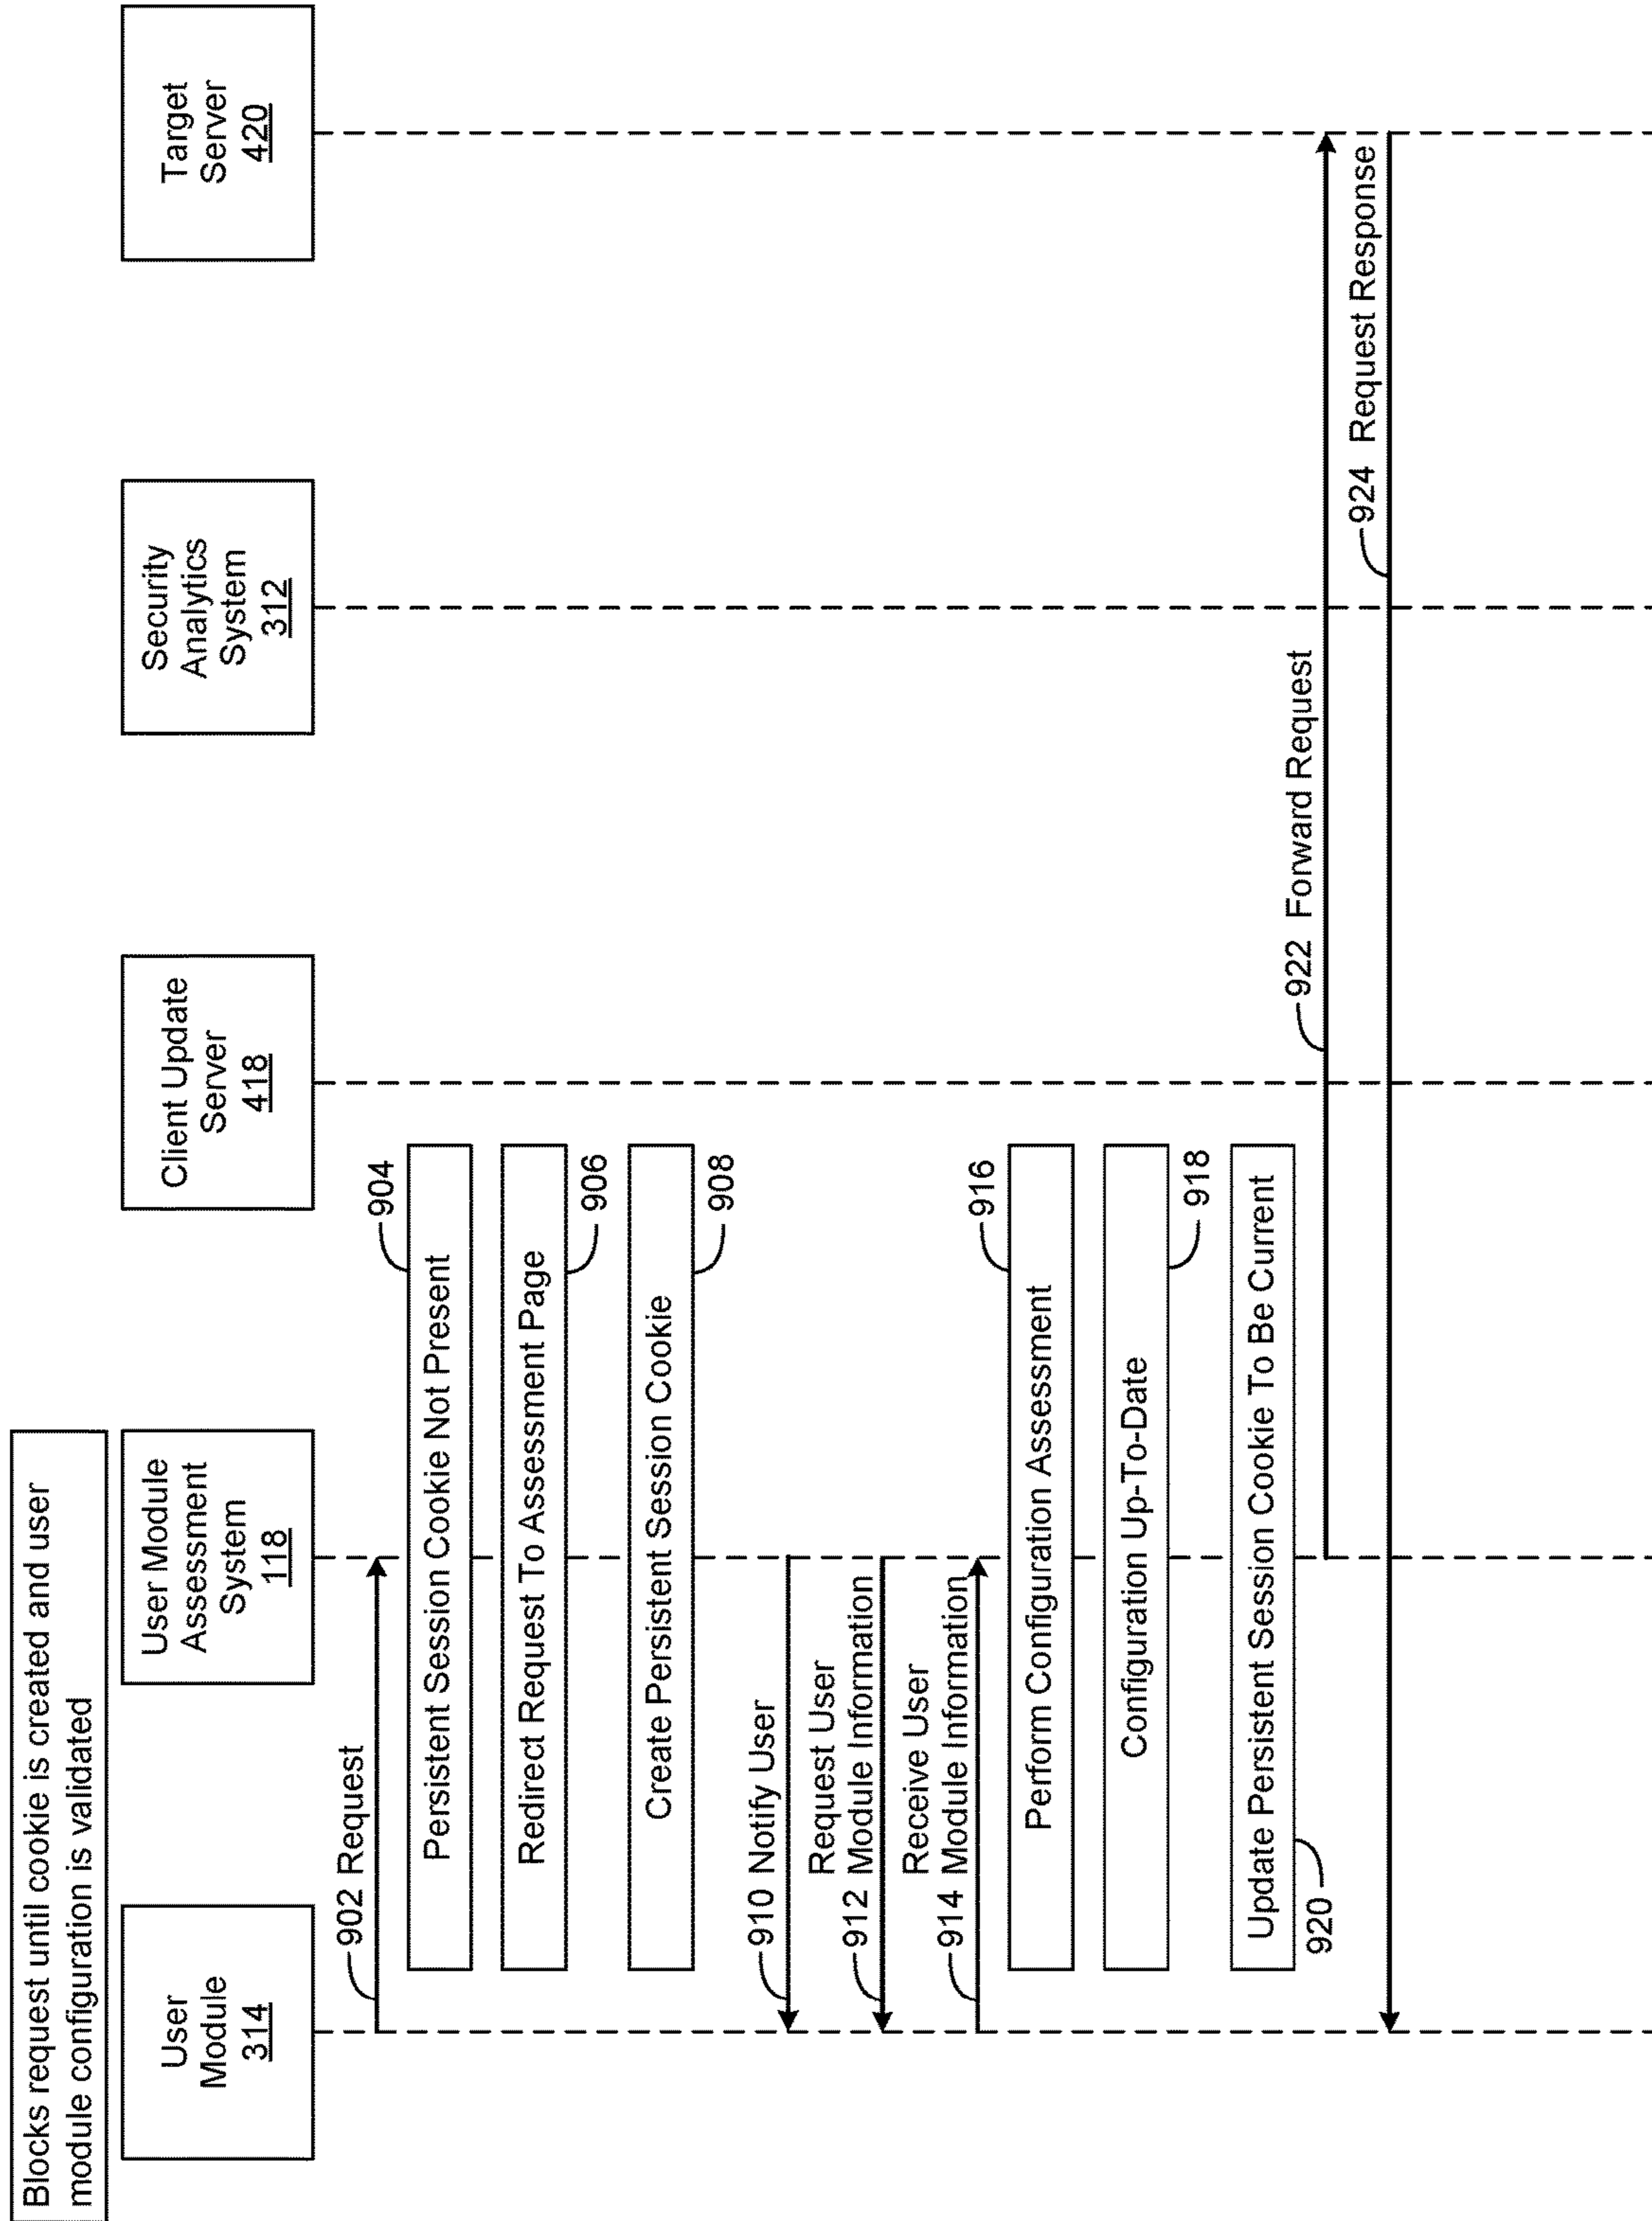 Blocks request until cookie is created and user
module configuration is validated
User
Module
314
User Module
Assessment
System
118
Client Update
Server
418
Security
Analytics
System
312
Target
Server
420
902 Request
904
Persistent Session Cookie Not Present
Redirect Request To Assessment Page
906
Create Persistent Session Cookie
908
910 Notify User
Request User
912 Module Information
Receive User
914 Module Information
916
Perform Configuration Assessment
Configuration Up-To-Date
918
Update Persistent Session Cookie To Be Current
920
922 Forward Request
924 Request Response